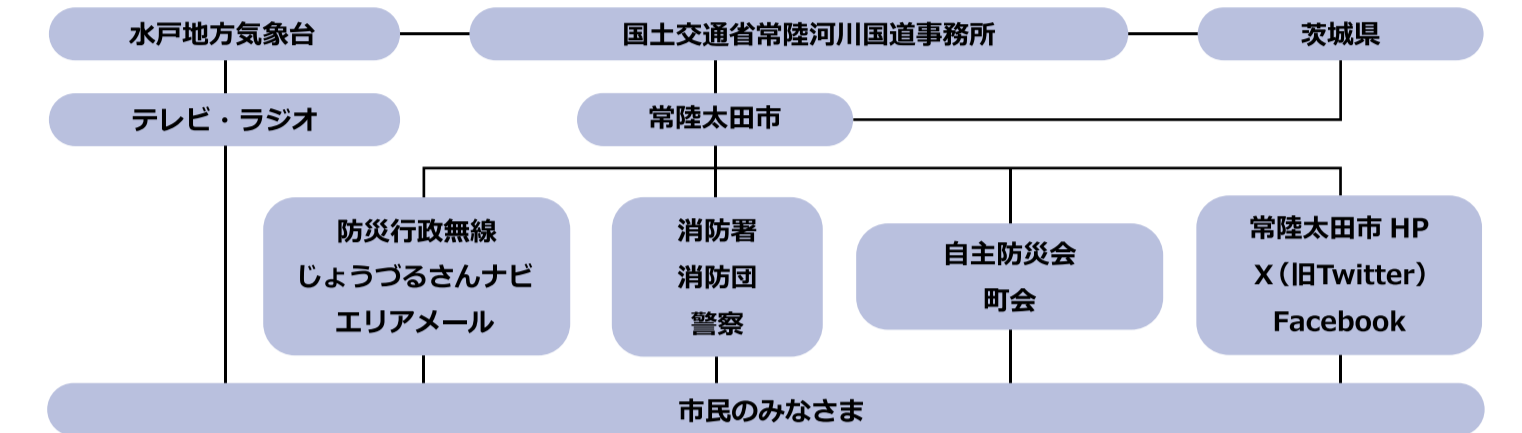 水戸地方気象台
国土交通省常陸河川国道事務所
茨城県
テレビ・ラジオ
常陸太田市
防災行政無線
じょうづるさんナビ
エリアメール
消防署
消防団
警察
自主防災会
町会
常陸太田市 HP
X（旧Twitter）
Facebook
市民のみなさま